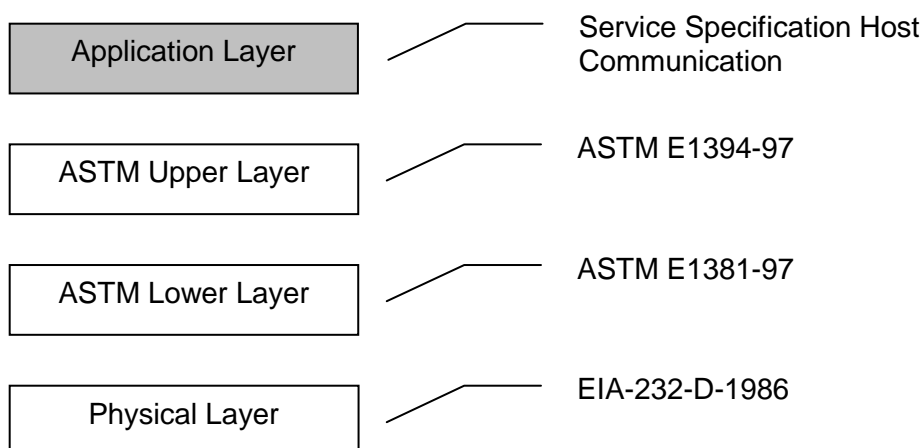 Application Layer
Service Specification Host
Communication
ASTM Upper Layer
ASTM E1394-97
ASTM Lower Layer
ASTM E1381-97
Physical Layer
EIA-232-D-1986